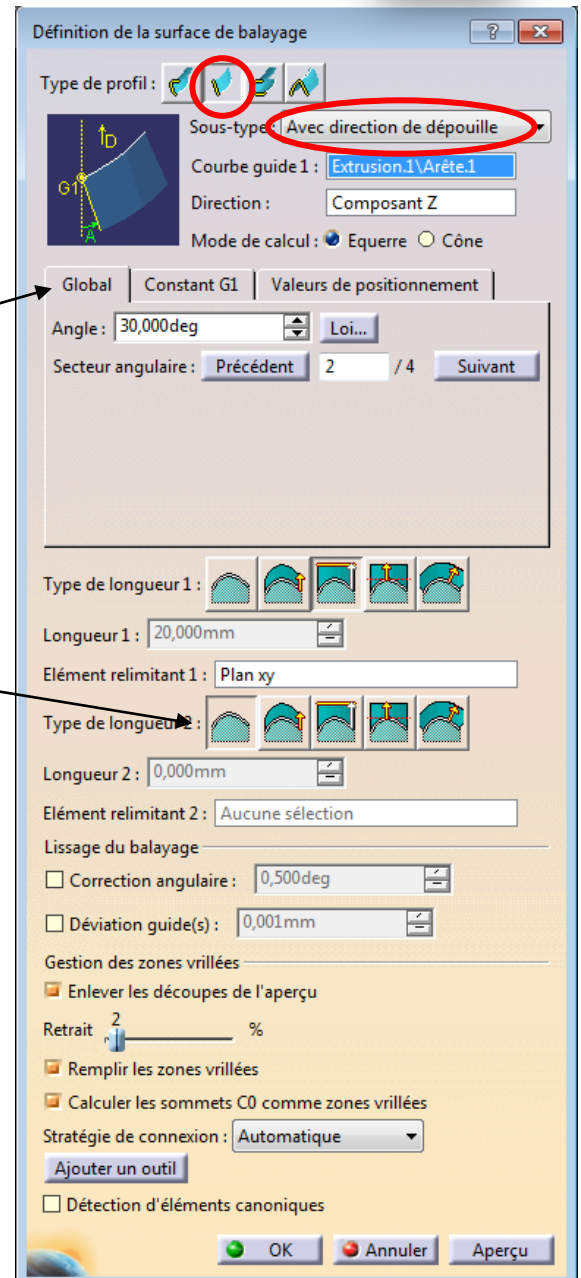 Définition de la surface de balayage
Type de profil :
D
G1
A
Sous-type : Avec direction de dépouille
Courbe guide 1 : Extrusion.1\Arête.1
Direction : Composant Z
Mode de calcul : Equerre Cône
Global Constant G1 Valeurs de positionnement
Angle : 30,000deg Loi...
Secteur angulaire : Précédent 2 / 4 Suivant
Type de longueur 1 :
Longueur 1 : 20,000mm
Elément relimitant 1 : Plan xy
Type de longueur 2 :
Longueur 2 : 0,000mm
Elément relimitant 2 : Aucune sélection
Lissage du balayage
Correction angulaire : 0,500deg
Déviation guide(s) : 0,001mm
Gestion des zones vrillées
Enlever les découpes de l'aperçu
Retrait 2 %
Remplir les zones vrillées
Calculer les sommets C0 comme zones vrillées
Stratégie de connexion : Automatique
Ajouter un outil
Détection d'éléments canoniques
OK Annuler Aperçu